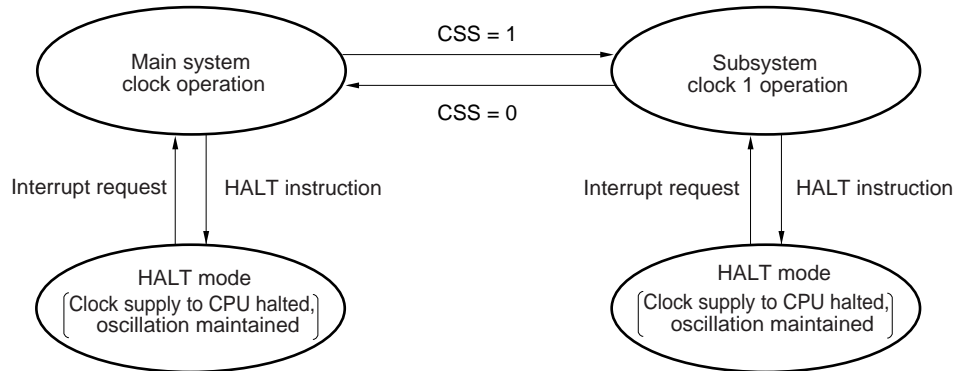 CSS = 1
Main system
clock operation
Subsystem
clock 1 operation
CSS = 0
Interrupt request
HALT instruction
Interrupt request
HALT instruction
HALT mode
Clock supply to CPU halted,
oscillation maintained
HALT mode
Clock supply to CPU halted,
oscillation maintained